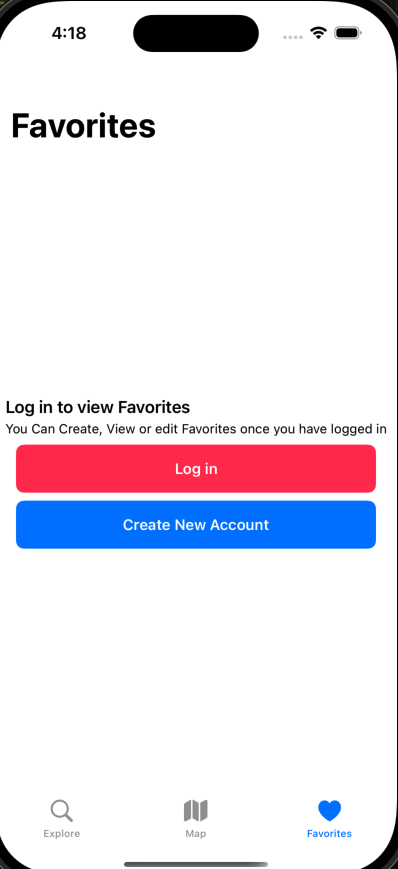 4:18
Favorites
Log in to view Favorites
You Can Create, View or edit Favorites once you have logged in
Log in
Create New Account
Explore
Map
Favorites